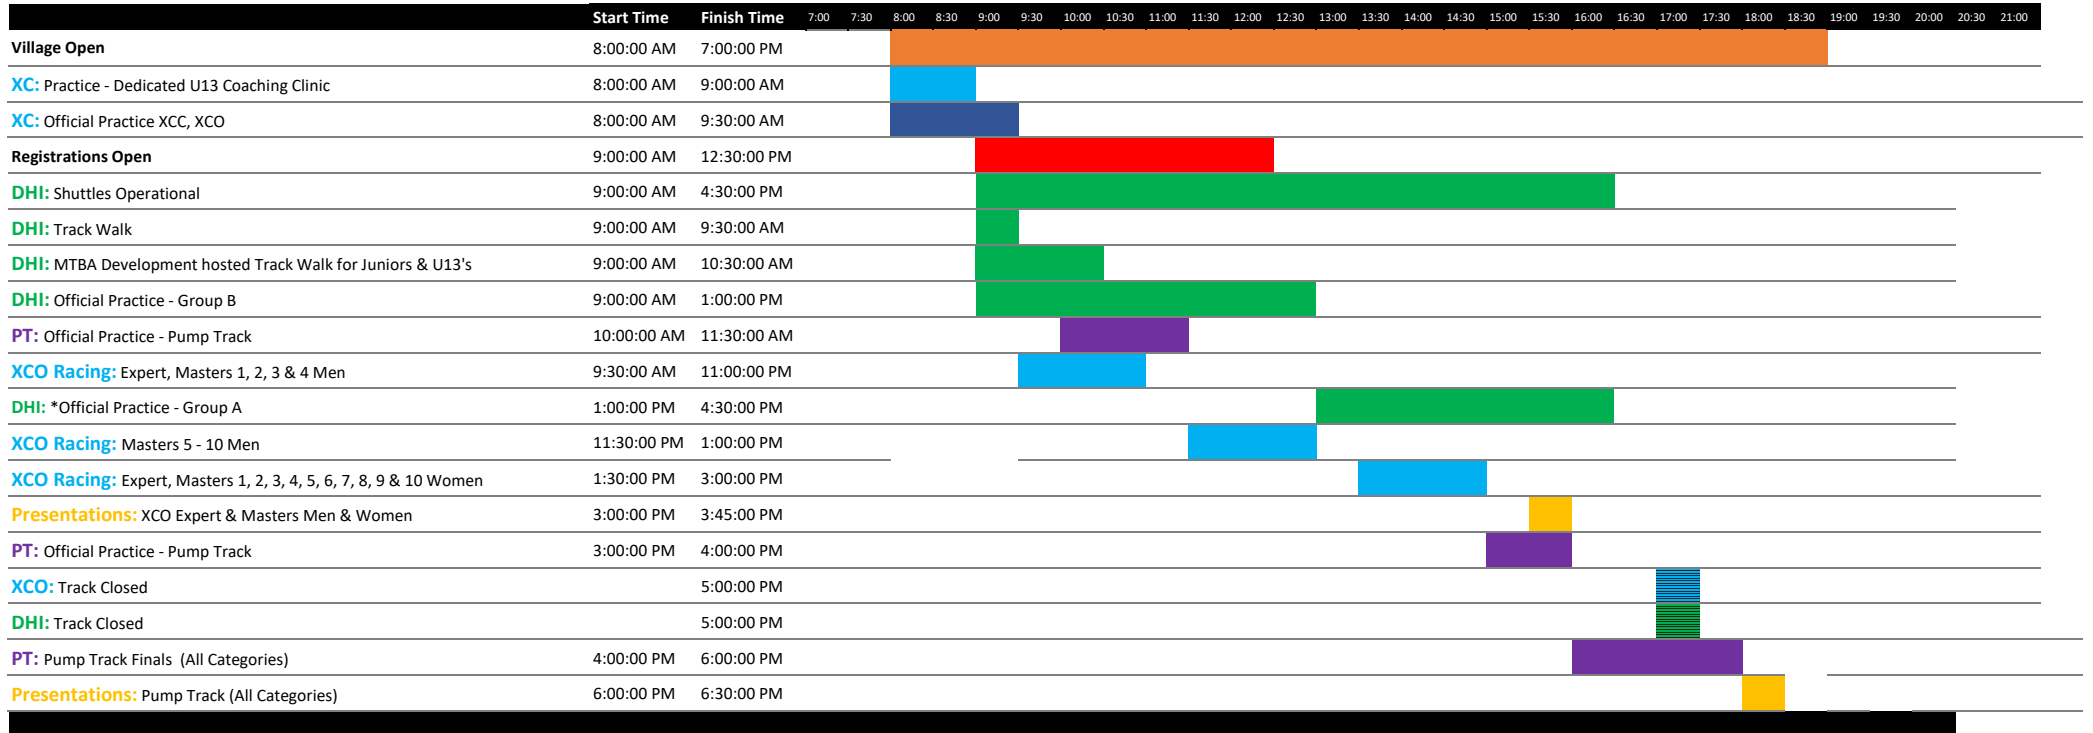 Start Time Finish Time 7:00 7:30 8:00 8:30 9:00 9:30 10:00 10:30 11:00 11:30 12:00 12:30 13:00 13:30 14:00 14:30 15:00 15:30 16:00 16:30 17:00 17:30 18:00 18:30 19:00 19:30 20:00 20:30 21:00
Village Open 8:00:00 AM 7:00:00 PM
XC: Practice - Dedicated U13 Coaching Clinic 8:00:00 AM 9:00:00 AM
XC: Official Practice XCC, XCO 8:00:00 AM 9:30:00 AM
Registrations Open 9:00:00 AM 12:30:00 PM
DHI: Shuttles Operational 9:00:00 AM 4:30:00 PM
DHI: Track Walk 9:00:00 AM 9:30:00 AM
DHI: MTBA Development hosted Track Walk for Juniors & U13's 9:00:00 AM 10:30:00 AM
DHI: Official Practice - Group B 9:00:00 AM 1:00:00 PM
PT: Official Practice - Pump Track 10:00:00 AM 11:30:00 AM
XCO Racing: Expert, Masters 1, 2, 3 & 4 Men 9:30:00 AM 11:00:00 PM
DHI: *Official Practice - Group A 1:00:00 PM 4:30:00 PM
XCO Racing: Masters 5 - 10 Men 11:30:00 PM 1:00:00 PM
XCO Racing: Expert, Masters 1, 2, 3, 4, 5, 6, 7, 8, 9 & 10 Women 1:30:00 PM 3:00:00 PM
Presentations: XCO Expert & Masters Men & Women 3:00:00 PM 3:45:00 PM
PT: Official Practice - Pump Track 3:00:00 PM 4:00:00 PM
XCO: Track Closed 5:00:00 PM
DHI: Track Closed 5:00:00 PM
PT: Pump Track Finals (All Categories) 4:00:00 PM 6:00:00 PM
Presentations: Pump Track (All Categories) 6:00:00 PM 6:30:00 PM